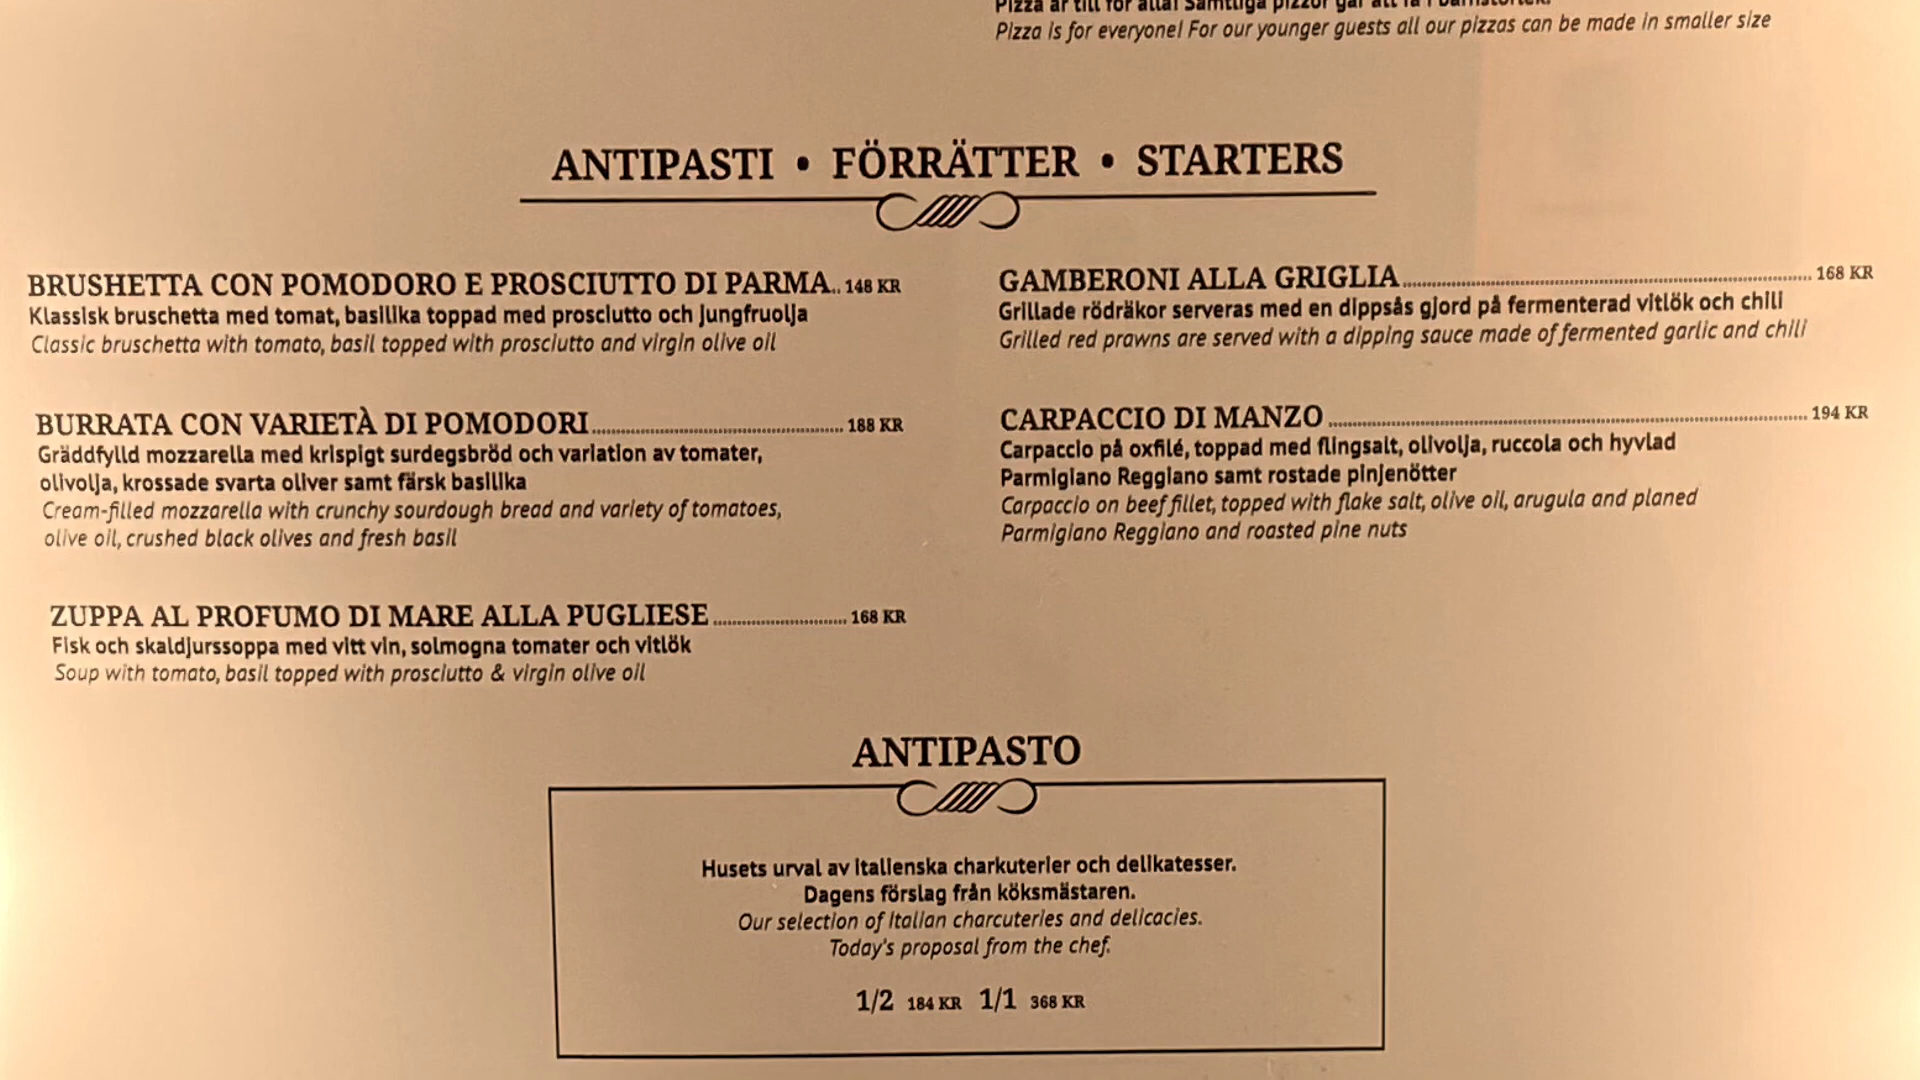 Pizza är till för alla! Samtliga pizzor går att få i barnstorlek.
Pizza is for everyone! For our younger guests all our pizzas can be made in smaller size
ANTIPASTI • FÖRRÄTTER • STARTERS
BRUSHETTA CON POMODORO E PROSCIUTTO DI PARMA.. 148 KR
Klassisk bruschetta med tomat, basilika toppad med prosciutto och jungfruolja
Classic bruschetta with tomato, basil topped with prosciutto and virgin olive oil
BURRATA CON VARIETÀ DI POMODORI 188 KR
Gräddfylld mozzarella med krispigt surdegsbröd och variation av tomater,
olivolja, krossade svarta oliver samt färsk basilika
Cream-filled mozzarella with crunchy sourdough bread and variety of tomatoes,
olive oil, crushed black olives and fresh basil
ZUPPA AL PROFUMO DI MARE ALLA PUGLIESE 168 KR
Fisk och skaldjurssoppa med vitt vin, solmogna tomater och vitlök
Soup with tomato, basil topped with prosciutto & virgin olive oil
GAMBERONI ALLA GRIGLIA 168 KR
Grillade rödräkor serveras med en dippsås gjord på fermenterad vitlök och chili
Grilled red prawns are served with a dipping sauce made of fermented garlic and chili
CARPACCIO DI MANZO 194 KR
Carpaccio på oxfilé, toppad med flingsalt, olivolja, ruccola och hyvlad
Parmigiano Reggiano samt rostade pinjenötter
Carpaccio on beef fillet, topped with flake salt, olive oil, arugula and planed
Parmigiano Reggiano and roasted pine nuts
ANTIPASTO
Husets urval av italienska charkuterier och delikatesser.
Dagens förslag från köksmästaren.
Our selection of Italian charcuteries and delicacies.
Today's proposal from the chef.
1/2 184 KR 1/1 368 KR